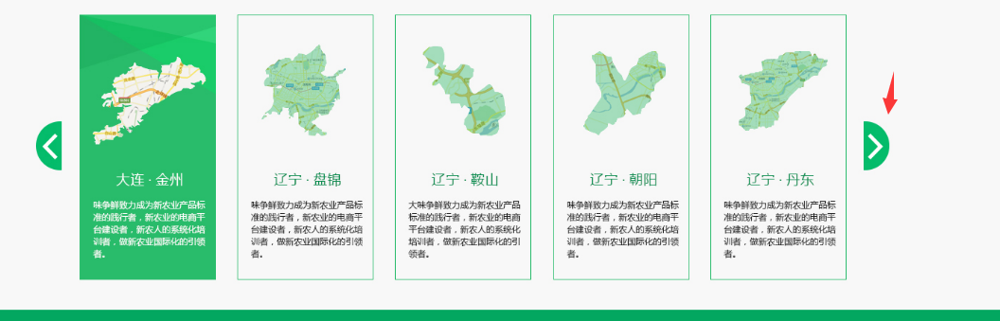 大连 · 金州
味争鲜致力成为新农业产品标
准的践行者，新农业的电商平
台建设者，新农人的系统化培
训者，做新农业国际化的引领
者。
辽宁 · 盘锦
味争鲜致力成为新农业产品标
准的践行者，新农业的电商平
台建设者，新农人的系统化培
训者，做新农业国际化的引领
者。
辽宁 · 鞍山
大味争鲜致力成为新农业产品
标准的践行者，新农业的电商
平台建设者，新农人的系统化
培训者，做新农业国际化的引
领者。
辽宁 · 朝阳
味争鲜致力成为新农业产品标
准的践行者，新农业的电商平
台建设者，新农人的系统化培
训者，做新农业国际化的引领
者。
辽宁 · 丹东
味争鲜致力成为新农业产品标
准的践行者，新农业的电商平
台建设者，新农人的系统化培
训者，做新农业国际化的引领
者。